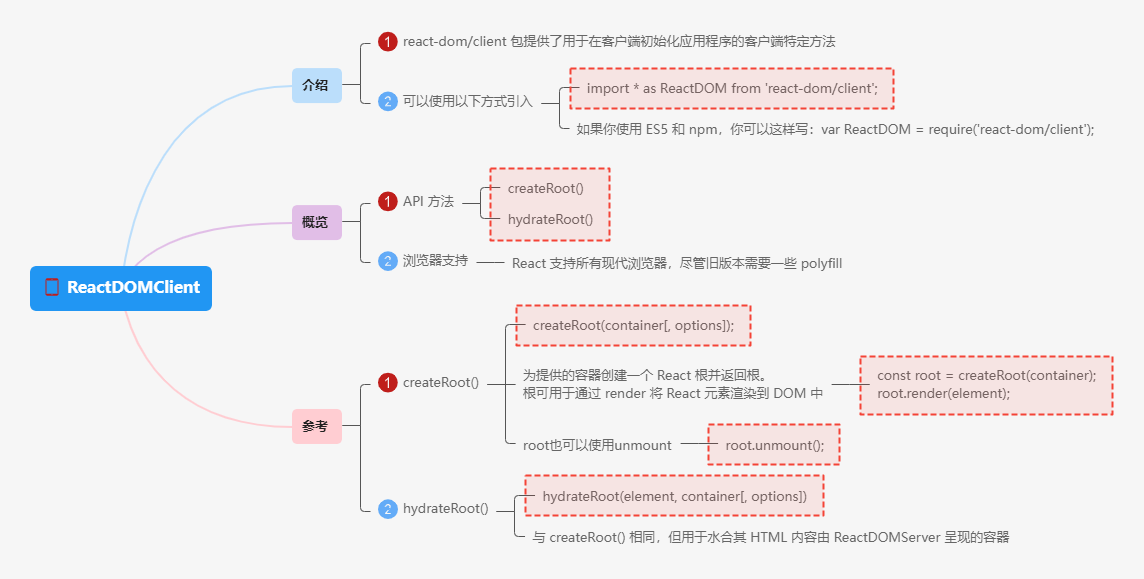 ReactDOMClient
介绍
1 react-dom/client 包提供了用于在客户端初始化应用程序的客户端特定方法
2 可以使用以下方式引入
import * as ReactDOM from 'react-dom/client';
如果你使用 ES5 和 npm，你可以这样写：var ReactDOM = require('react-dom/client');
概览
1 API 方法
createRoot()
hydrateRoot()
2 浏览器支持
React 支持所有现代浏览器，尽管旧版本需要一些 polyfill
参考
1 createRoot()
createRoot(container[, options]);
为提供的容器创建一个 React 根并返回根。
根可用于通过 render 将 React 元素渲染到 DOM 中
const root = createRoot(container);
root.render(element);
root也可以使用unmount
root.unmount();
2 hydrateRoot()
hydrateRoot(element, container[, options])
与 createRoot() 相同，但用于水合其 HTML 内容由 ReactDOMServer 呈现的容器